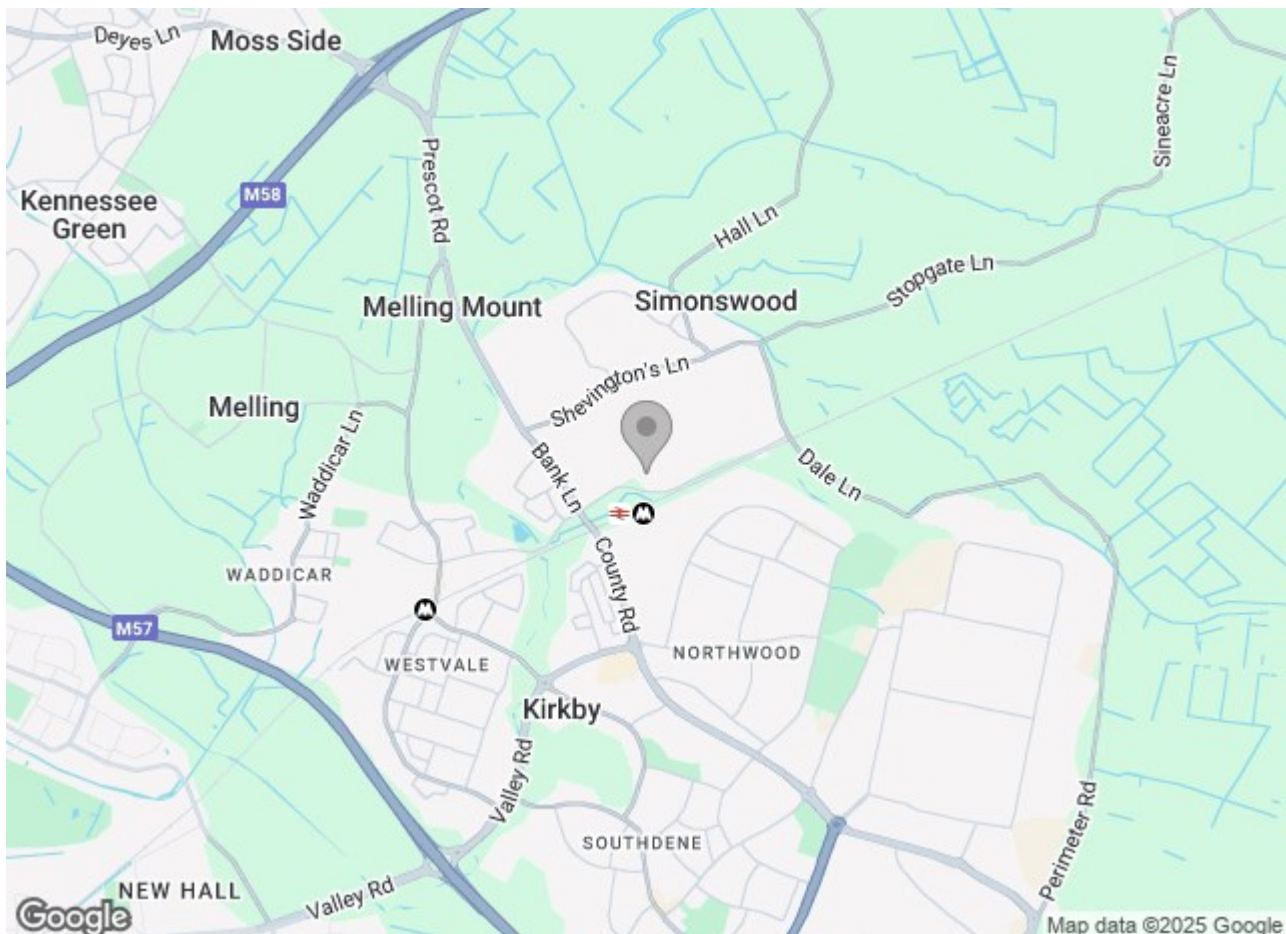 Deyes Ln
Moss Side
Sineacre Ln
Prescot Rd
M58
Kennessee
Green
Hall Ln
Stopgate Ln
Melling Mount
Simonswood
Shevington's Ln
Melling
Waddicar Ln
Bank Ln
Dale Ln
M
County Rd
WADDICAR
M
M57
WESTVALE
NORTHWOOD
Kirkby
Valley Rd
Perimeter Rd
SOUTHDENE
NEW HALL
Valley Rd
Google
Map data ©2025 Google